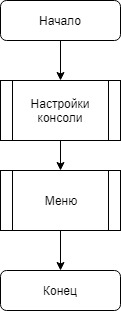 Начало
Настройки
консоли
Меню
Конец